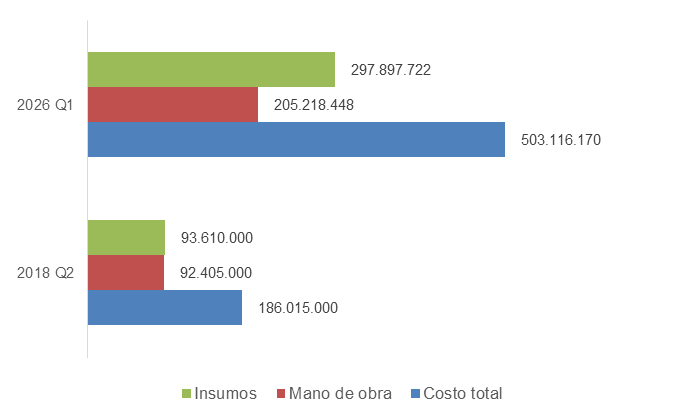 297.897.722
2026 Q1
205.218.448
503.116.170
93.610.000
2018 Q2
92.405.000
186.015.000
Insumos
Mano de obra
Costo total